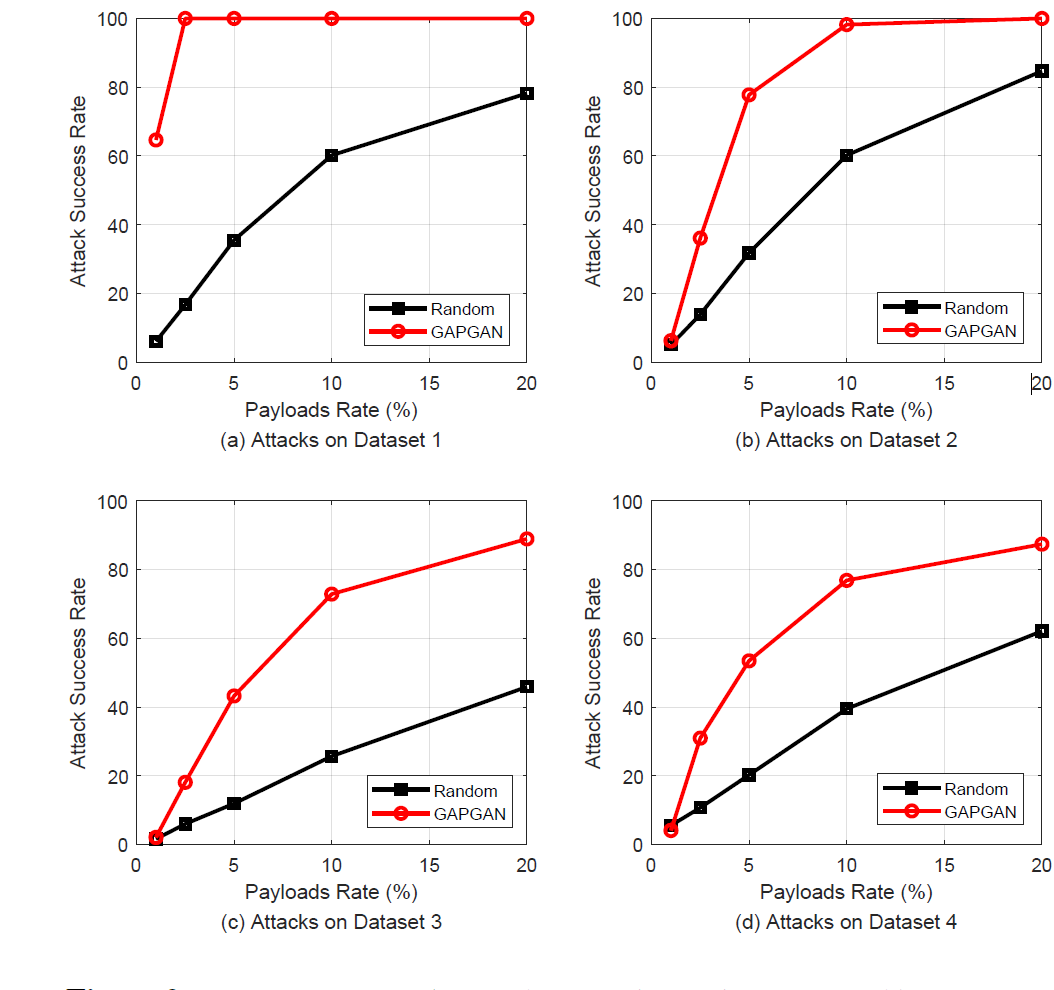 100
80
60
40
20
0
Attack Success Rate
Random
GAPGAN
0 5 10 15 20
Payloads Rate (%)
(a) Attacks on Dataset 1
100
80
60
40
20
0
Attack Success Rate
Random
GAPGAN
0 5 10 15 20
Payloads Rate (%)
(b) Attacks on Dataset 2
100
80
60
40
20
0
Attack Success Rate
Random
GAPGAN
0 5 10 15 20
Payloads Rate (%)
(c) Attacks on Dataset 3
100
80
60
40
20
0
Attack Success Rate
Random
GAPGAN
0 5 10 15 20
Payloads Rate (%)
(d) Attacks on Dataset 4